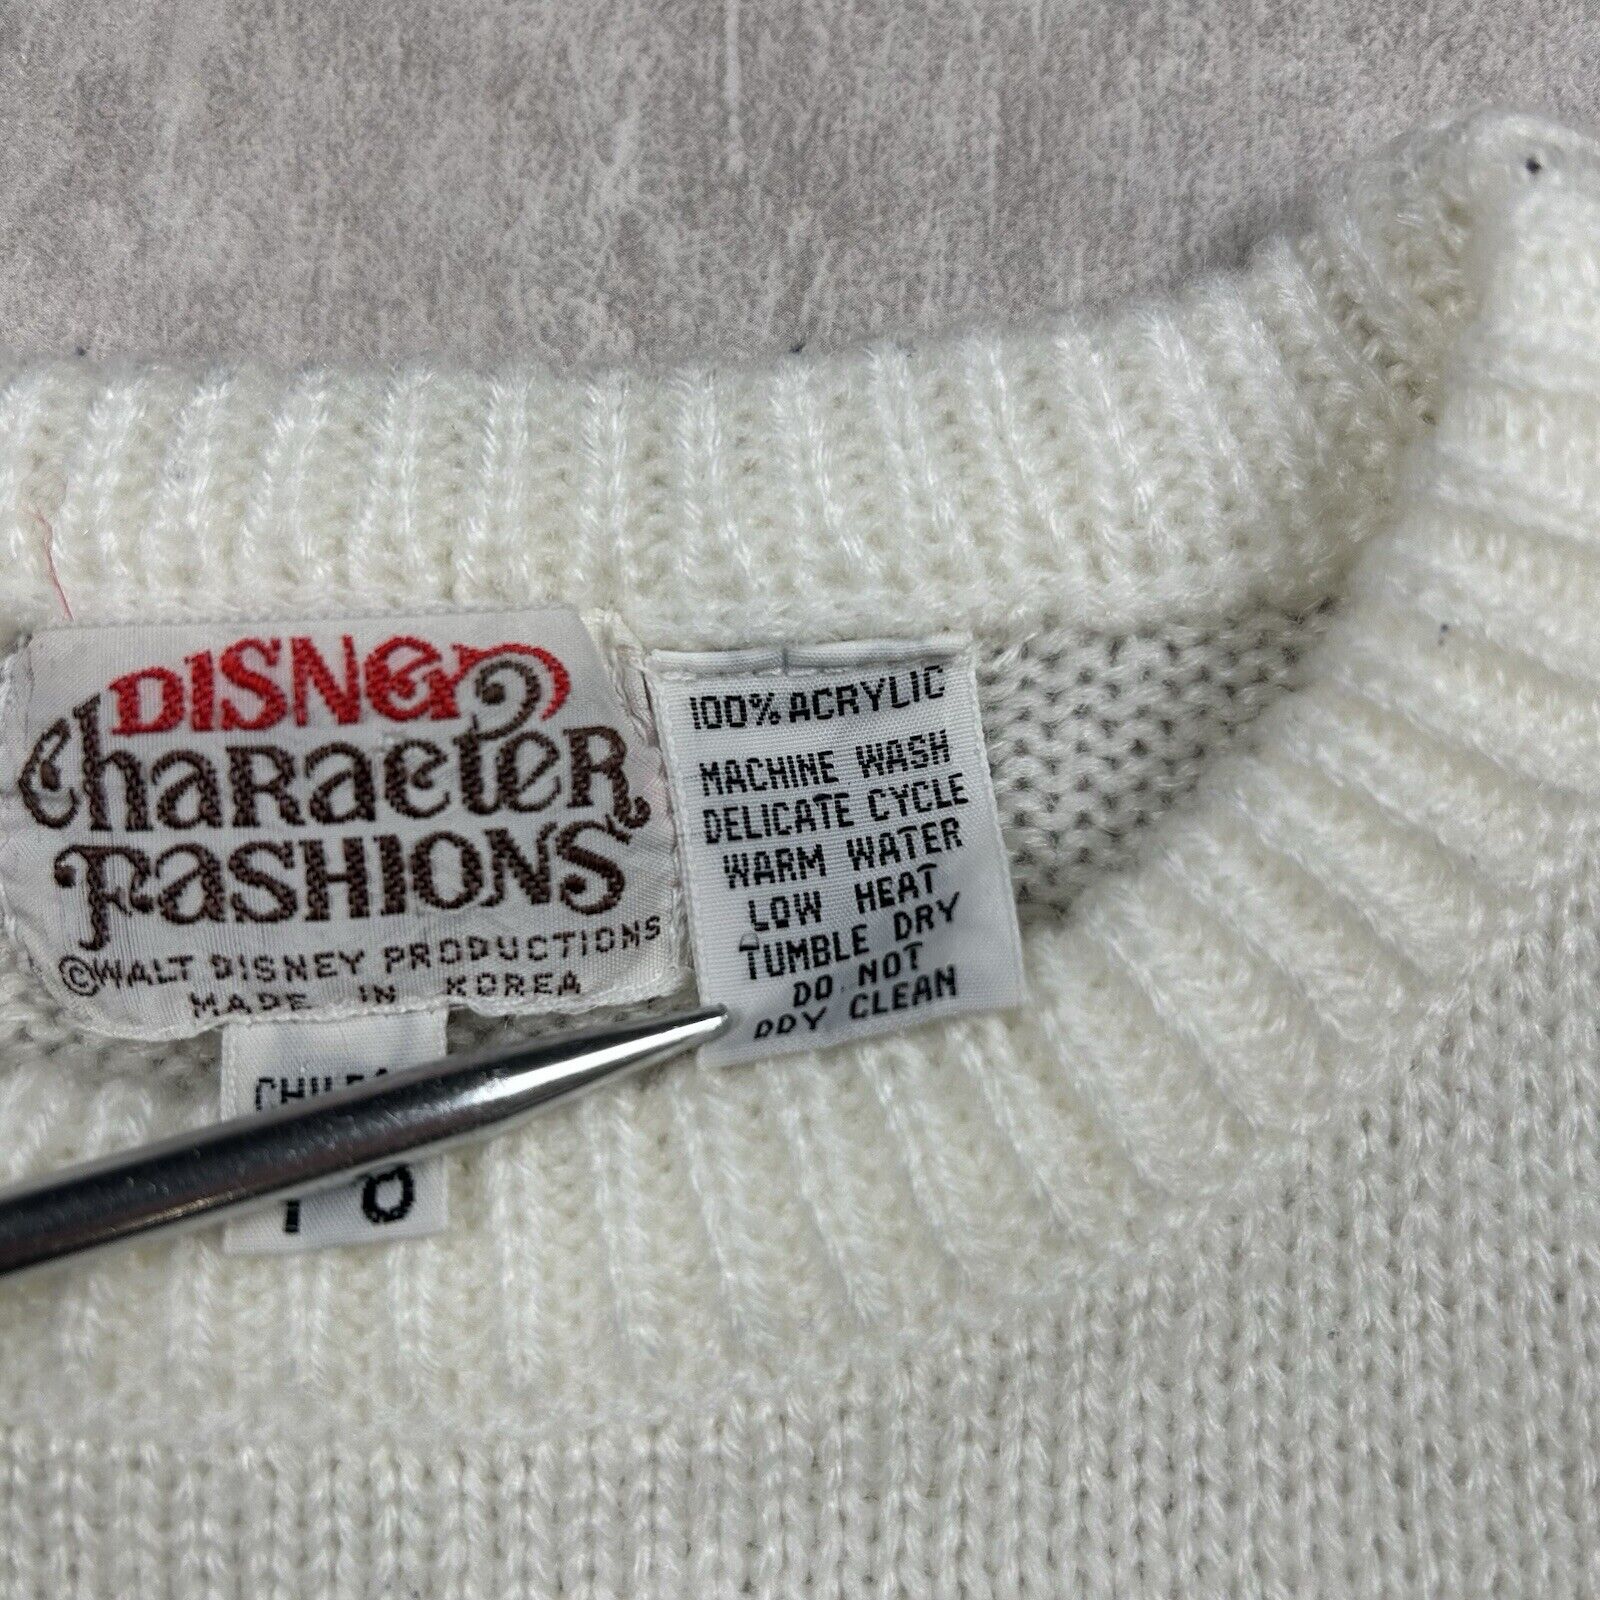 DISNEY
Character
FASHIONS
©WALT DISNEY PRODUCTIONS
MADE IN KOREA
100% ACRYLIC
MACHINE WASH
DELICATE CYCLE
WARM WATER
LOW HEAT
TUMBLE DRY
DO NOT
DRY CLEAN
8